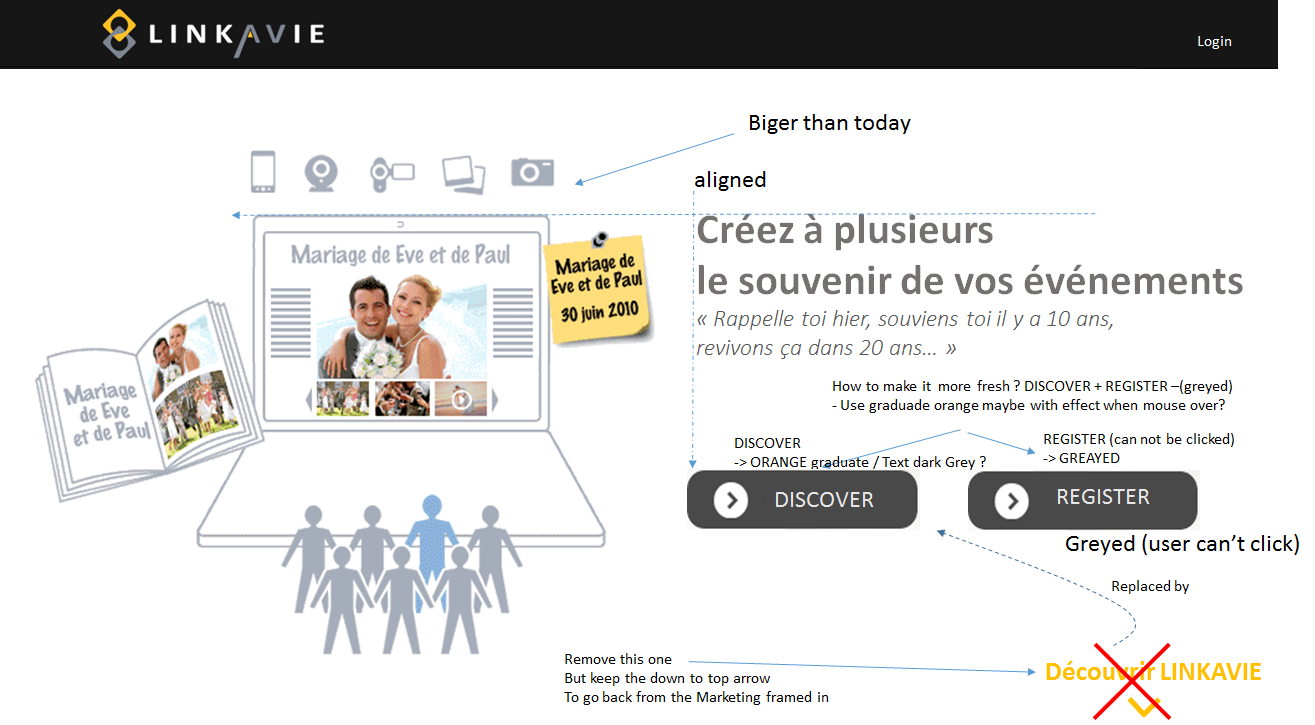 LINKAVIE
Login
Biger than today
aligned
Créez à plusieurs
le souvenir de vos événements
« Rappelle toi hier, souviens toi il y a 10 ans,
revivons ça dans 20 ans... »
Mariage de Eve et de Paul
Mariage de
Eve et de Paul
30 juin 2010
Mariage
de Eve
et de Paul
How to make it more fresh ? DISCOVER + REGISTER –(greyed)
- Use graduade orange maybe with effect when mouse over?
DISCOVER
-> ORANGE graduate / Text dark Grey ?
REGISTER (can not be clicked)
-> GREAYED
DISCOVER
REGISTER
Greyed (user can't click)
Replaced by
Remove this one
But keep the down to top arrow
To go back from the Marketing framed in
Découvrir LINKAVIE